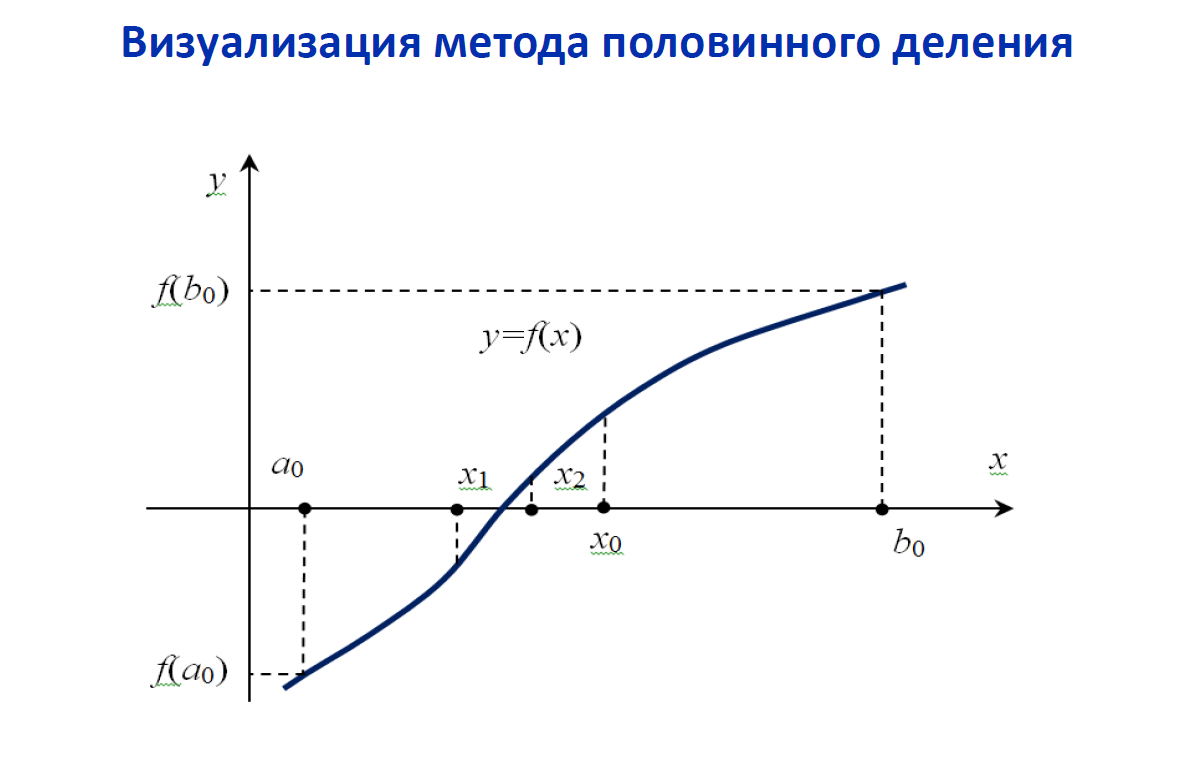 Визуализация метода половинного деления
y
f(b0)
y=f(x)
a0
x1
x2
x
x0
b0
f(a0)